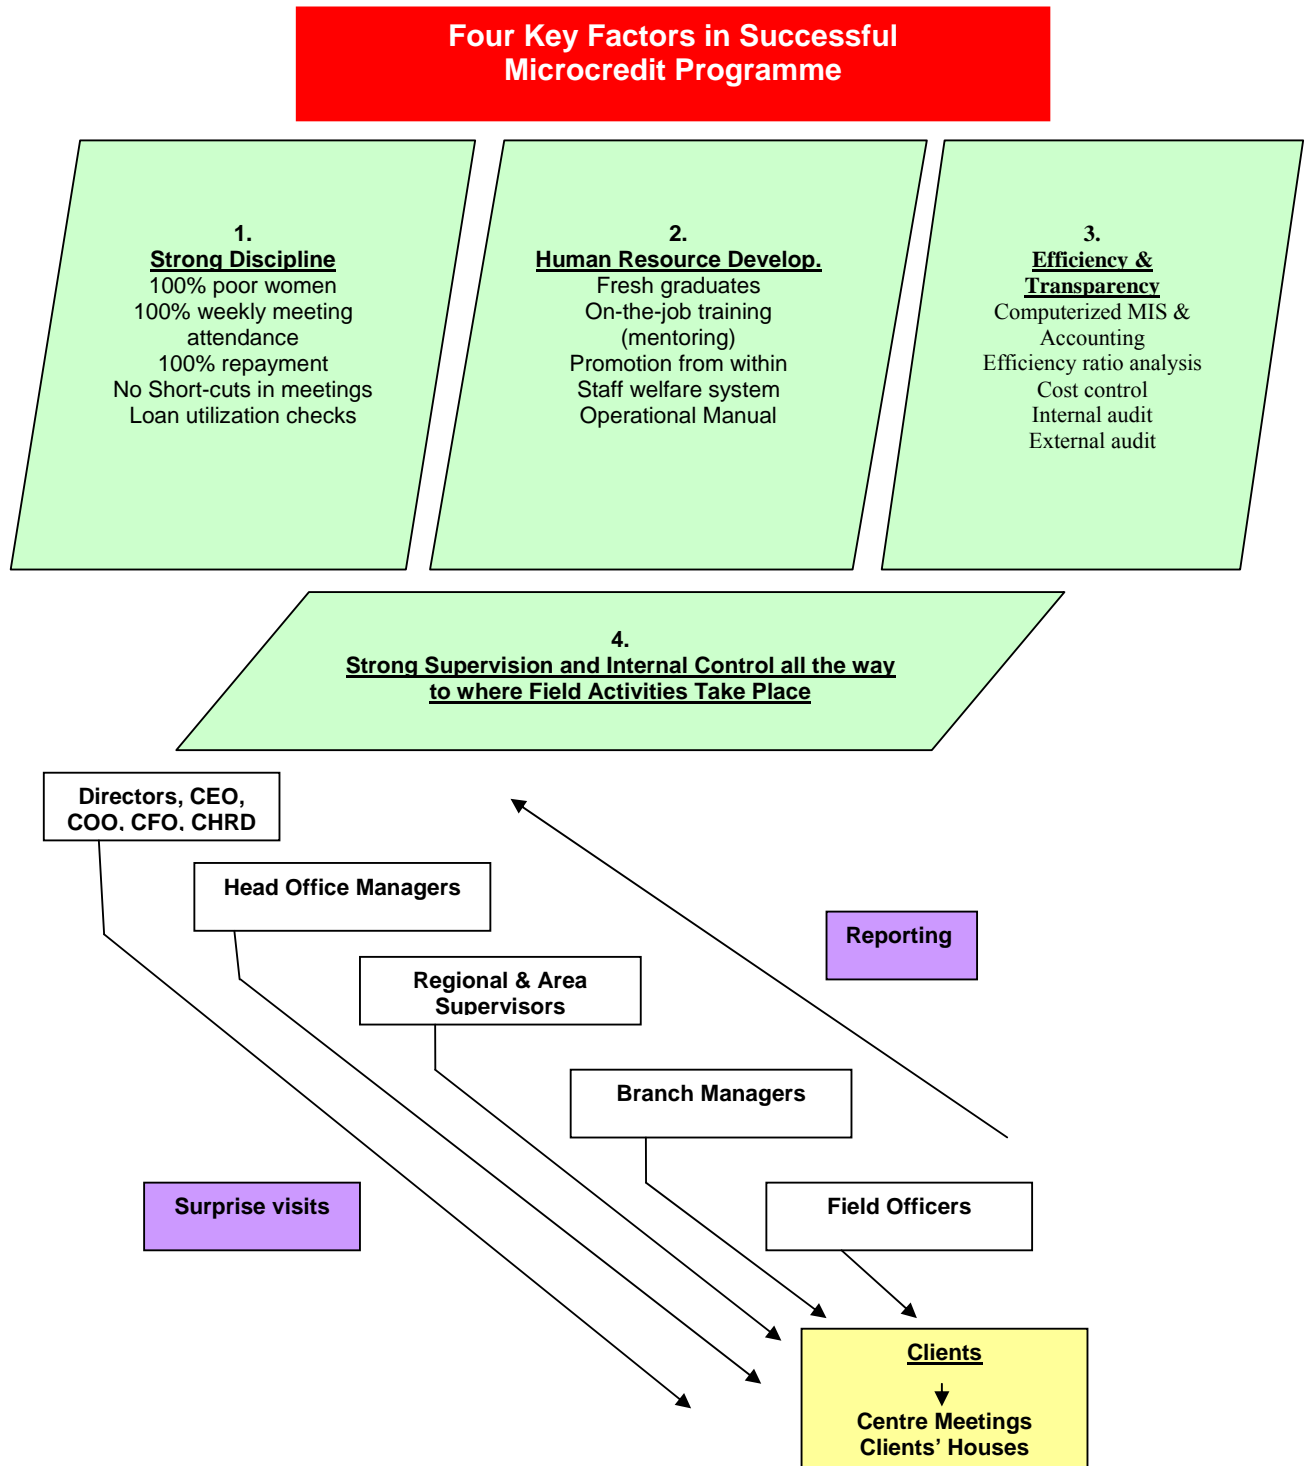 Four Key Factors in Successful
Microcredit Programme
1.
Strong Discipline
100% poor women
100% weekly meeting
attendance
100% repayment
No Short-cuts in meetings
Loan utilization checks
2.
Human Resource Develop.
Fresh graduates
On-the-job training
(mentoring)
Promotion from within
Staff welfare system
Operational Manual
3.
Efficiency &
Transparency
Computerized MIS &
Accounting
Efficiency ratio analysis
Cost control
Internal audit
External audit
4.
Strong Supervision and Internal Control all the way
to where Field Activities Take Place
Directors, CEO,
COO, CFO, CHRD
Head Office Managers
Reporting
Regional & Area
Supervisors
Branch Managers
Surprise visits
Field Officers
Clients
Centre Meetings
Clients’ Houses